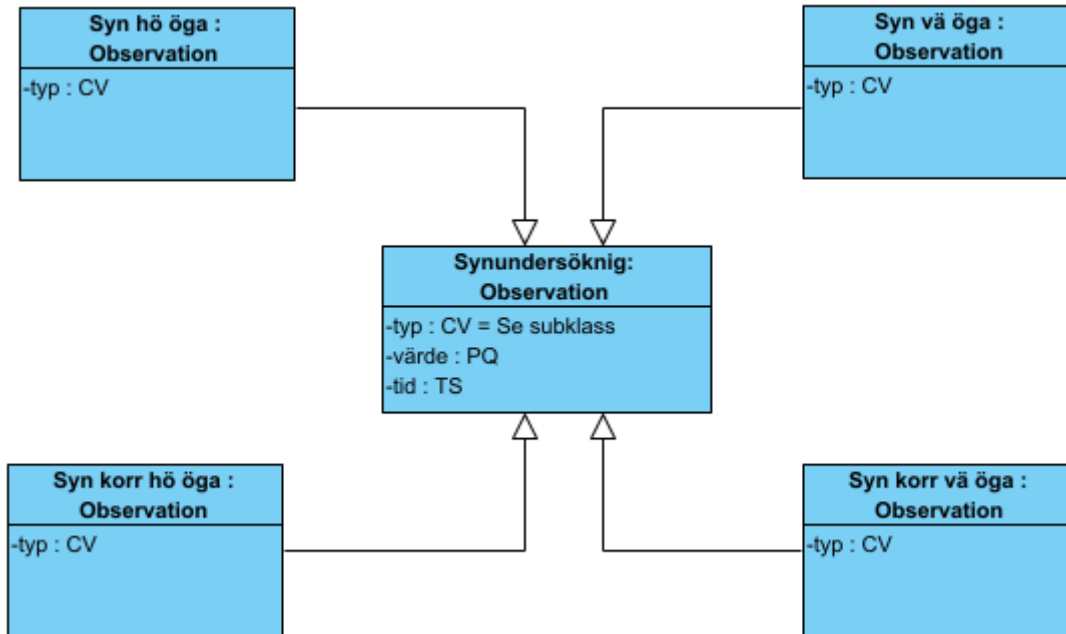 Syn hö öga :
Observation
-typ : CV
Syn vä öga :
Observation
-typ : CV
Synundersöknig:
Observation
-typ : CV = Se subklass
-värde : PQ
-tid : TS
Syn korr hö öga :
Observation
-typ : CV
Syn korr vä öga :
Observation
-typ : CV